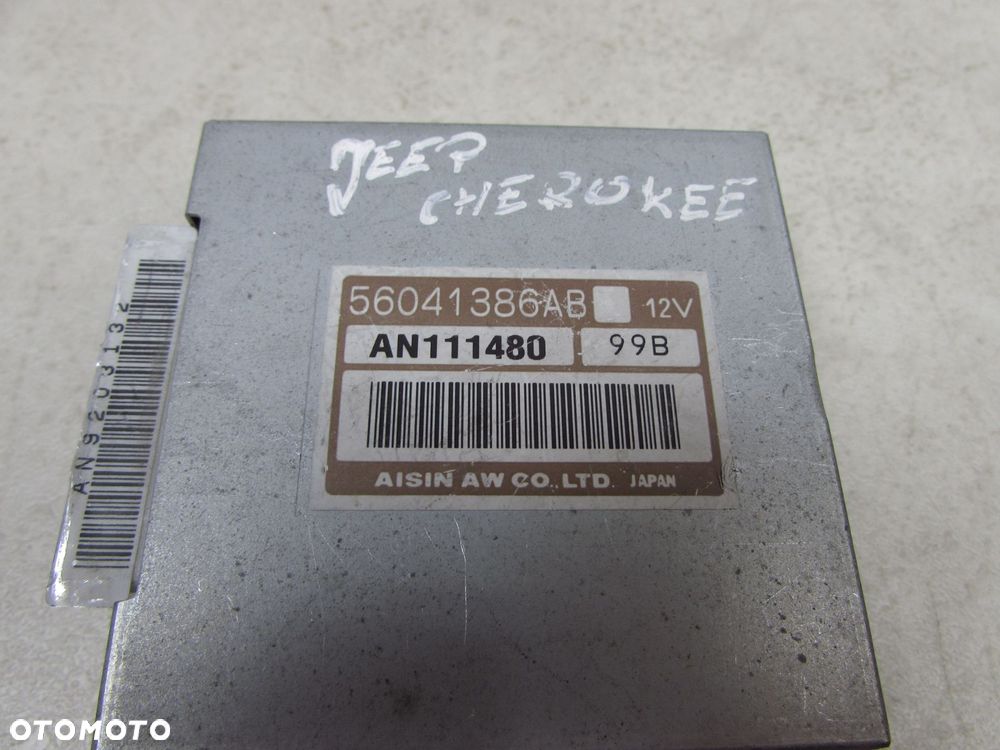 JEEP
CHEROKEE
56041386AB 12V
AN111480 99B
AISIN AW CO.,LTD. JAPAN
AN9203132
OTOMOTO